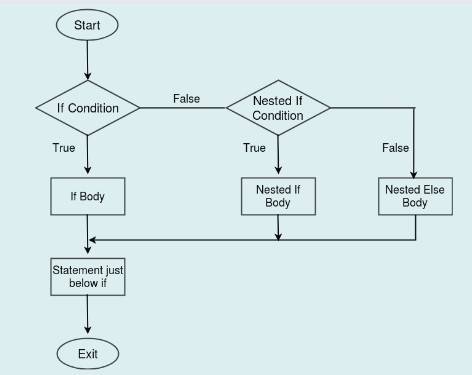 Start
If Condition
False
Nested If
Condition
True
True
False
If Body
Nested If
Body
Nested Else
Body
Statement just
below if
Exit